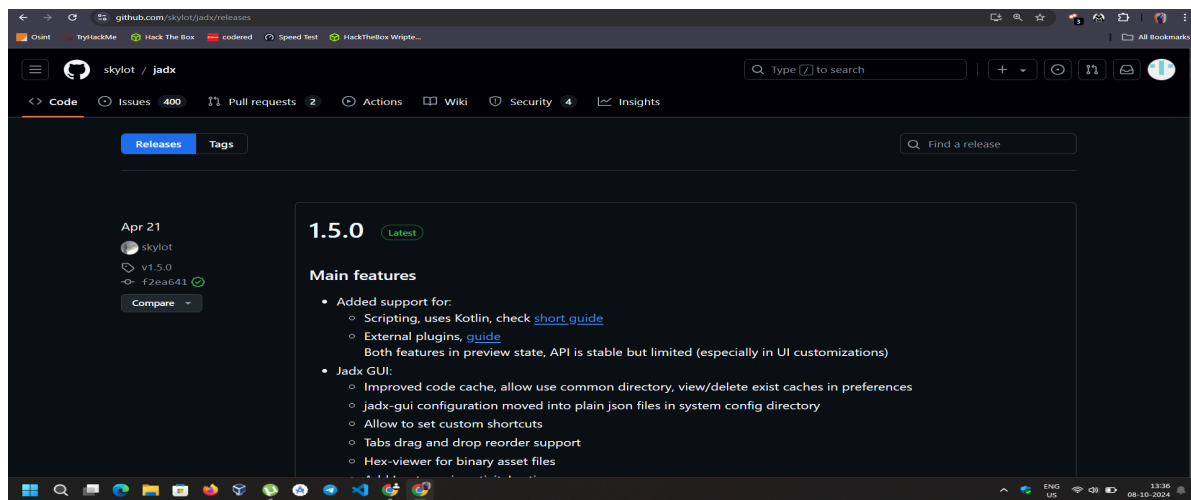 github.com/skylot/jadx/releases
Osint TryHackMe Hack The Box codered Speed Test HackTheBox Wripte... All Bookmarks
skylot / jadx Type / to search
Code Issues 400 Pull requests 2 Actions Wiki Security 4 Insights
Releases Tags Find a release
Apr 21
skylot
v1.5.0
f2ea641
Compare
1.5.0 Latest
Main features
• Added support for:
◦ Scripting, uses Kotlin, check short guide
◦ External plugins, guide
Both features in preview state, API is stable but limited (especially in UI customizations)
• Jadx GUI:
◦ Improved code cache, allow use common directory, view/delete exist caches in preferences
◦ jadx-gui configuration moved into plain json files in system config directory
◦ Allow to set custom shortcuts
◦ Tabs drag and drop reorder support
◦ Hex-viewer for binary asset files
ENG 13:36
US 08-10-2024